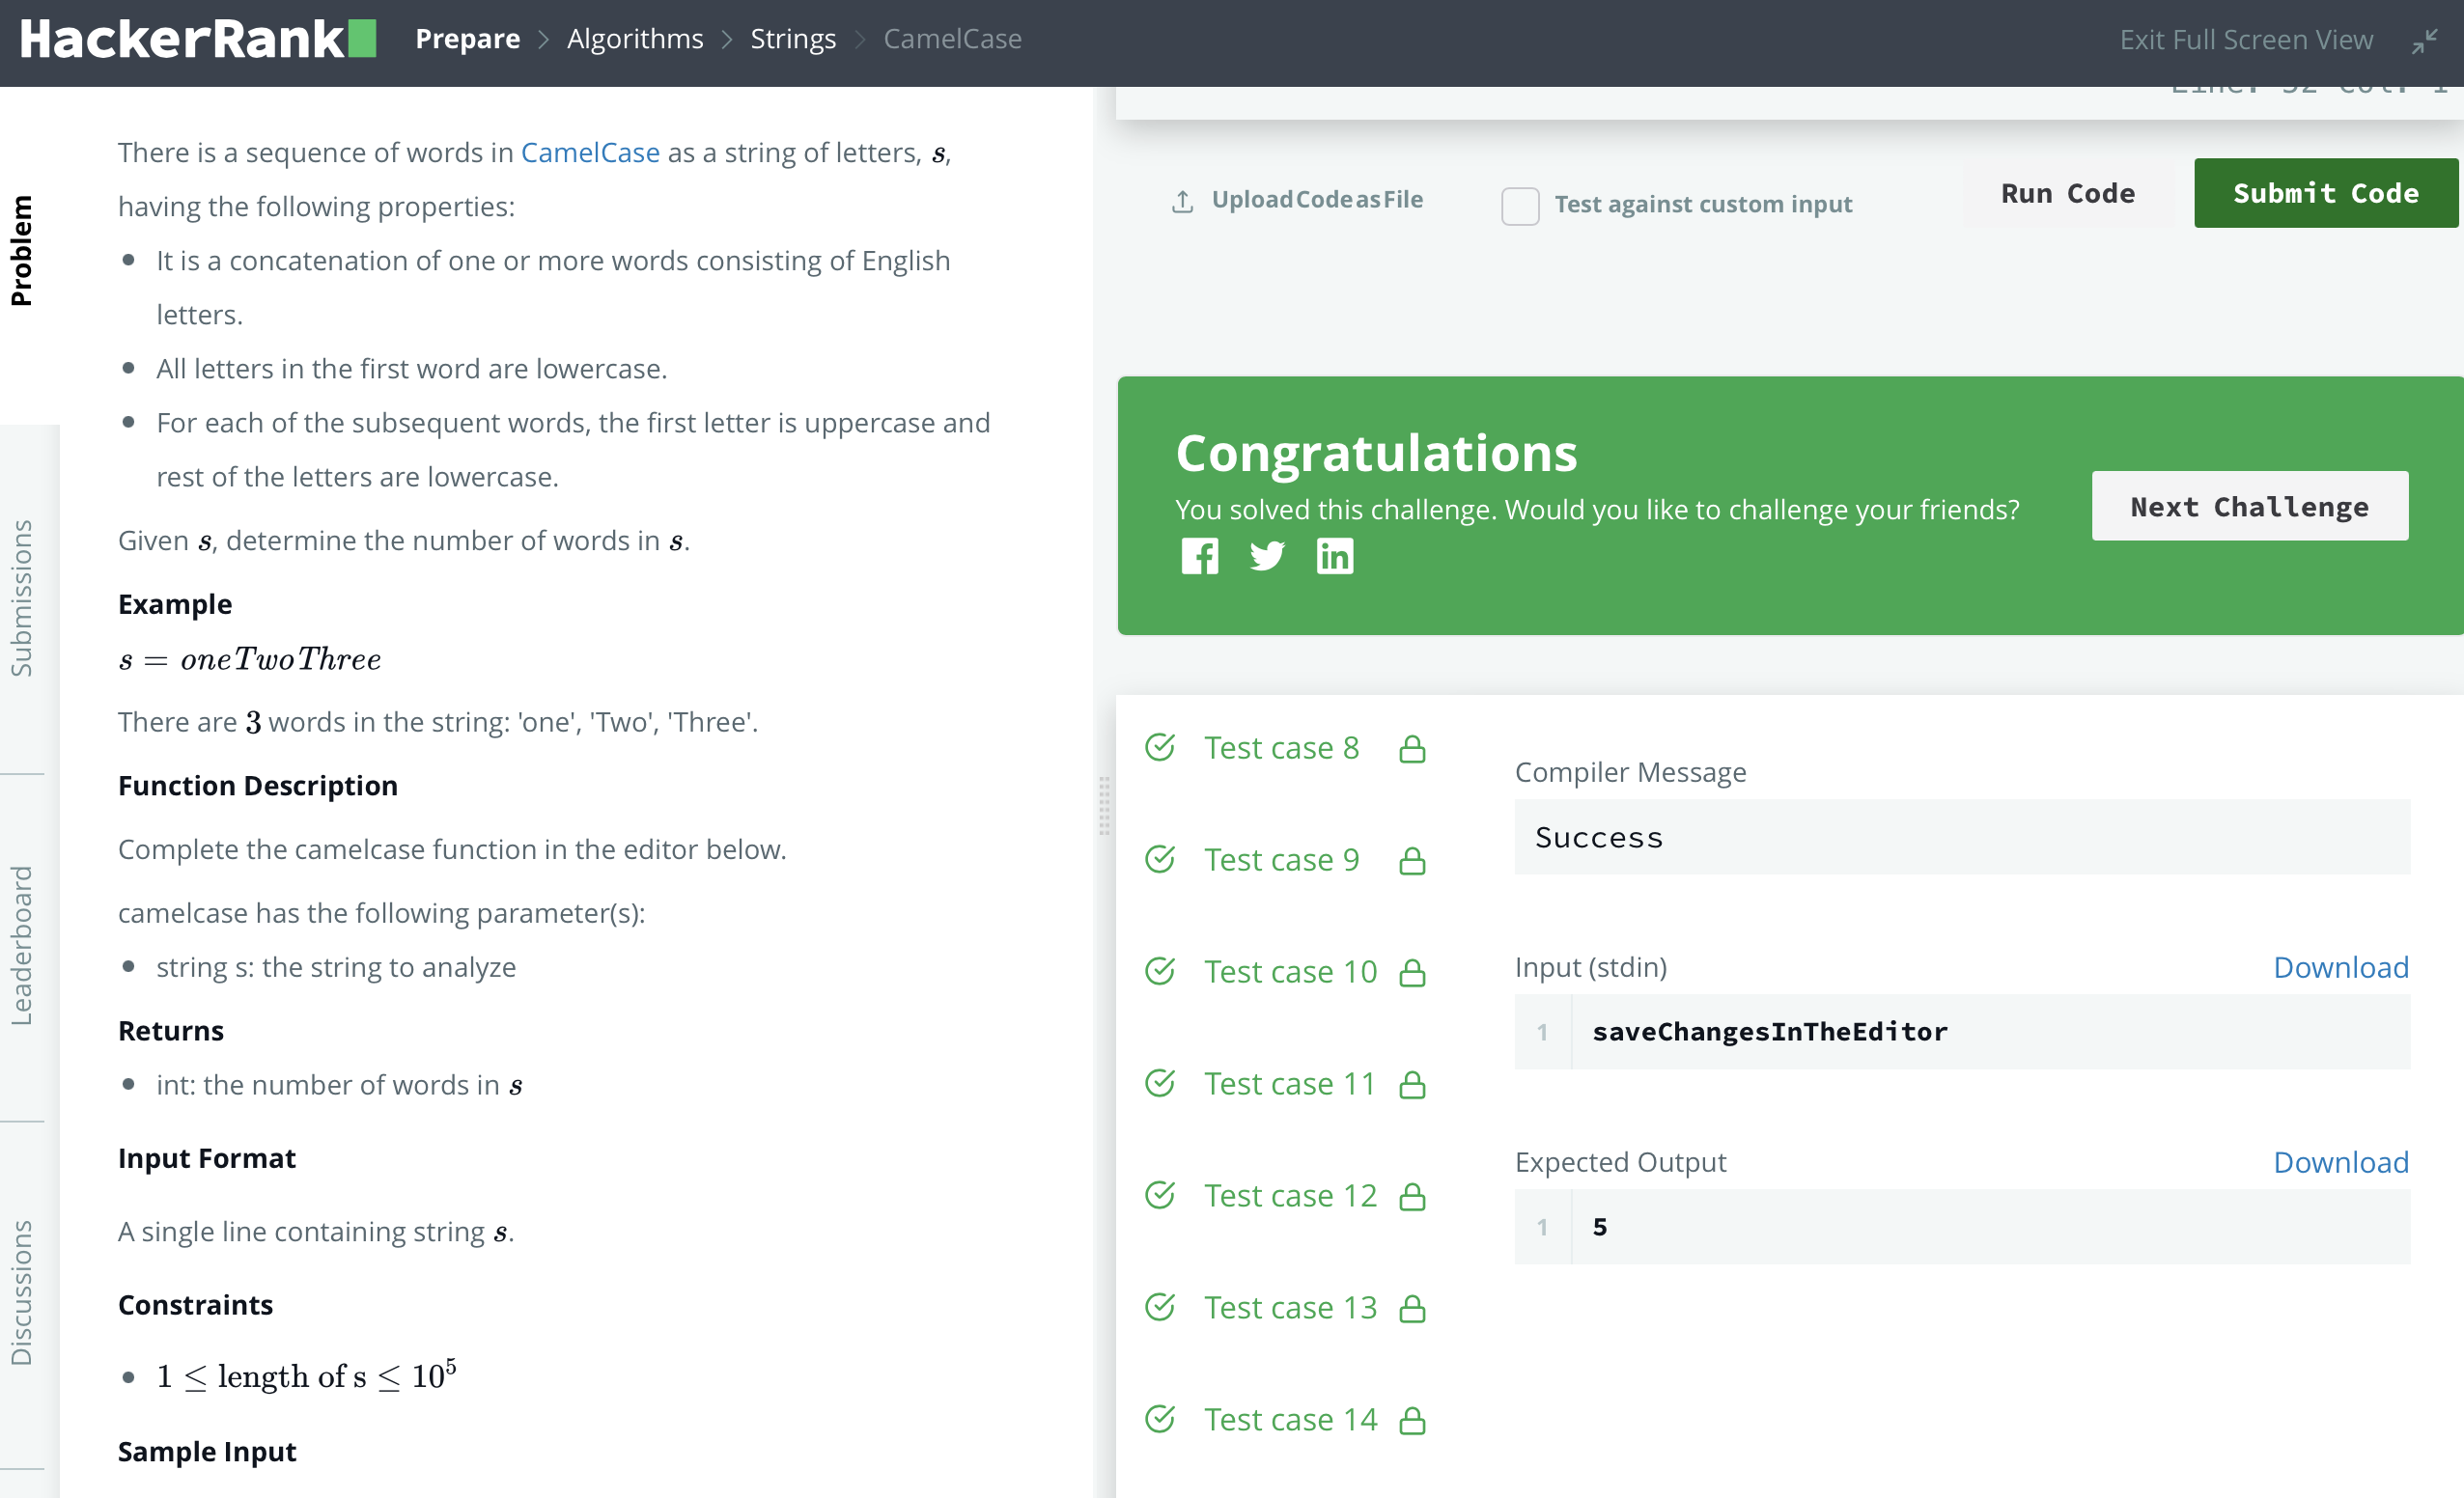 HackerRank
Prepare > Algorithms > Strings > CamelCase
Exit Full Screen View
Problem
Submissions
Leaderboard
Discussions
There is a sequence of words in CamelCase as a string of letters, s,
having the following properties:
• It is a concatenation of one or more words consisting of English
letters.
• All letters in the first word are lowercase.
• For each of the subsequent words, the first letter is uppercase and
rest of the letters are lowercase.
Given s, determine the number of words in s.
Example
s = oneTwoThree
There are 3 words in the string: 'one', 'Two', 'Three'.
Function Description
Complete the camelcase function in the editor below.
camelcase has the following parameter(s):
• string s: the string to analyze
Returns
• int: the number of words in s
Input Format
A single line containing string s.
Constraints
• 1 ≤ length of s ≤ 10⁵
Sample Input
Line: 32 Col: 1
Upload Code as File
Test against custom input
Run Code
Submit Code
Congratulations
You solved this challenge. Would you like to challenge your friends?
Next Challenge
Test case 8
Test case 9
Test case 10
Test case 11
Test case 12
Test case 13
Test case 14
Compiler Message
Success
Input (stdin)
Download
1 saveChangesInTheEditor
Expected Output
Download
1 5